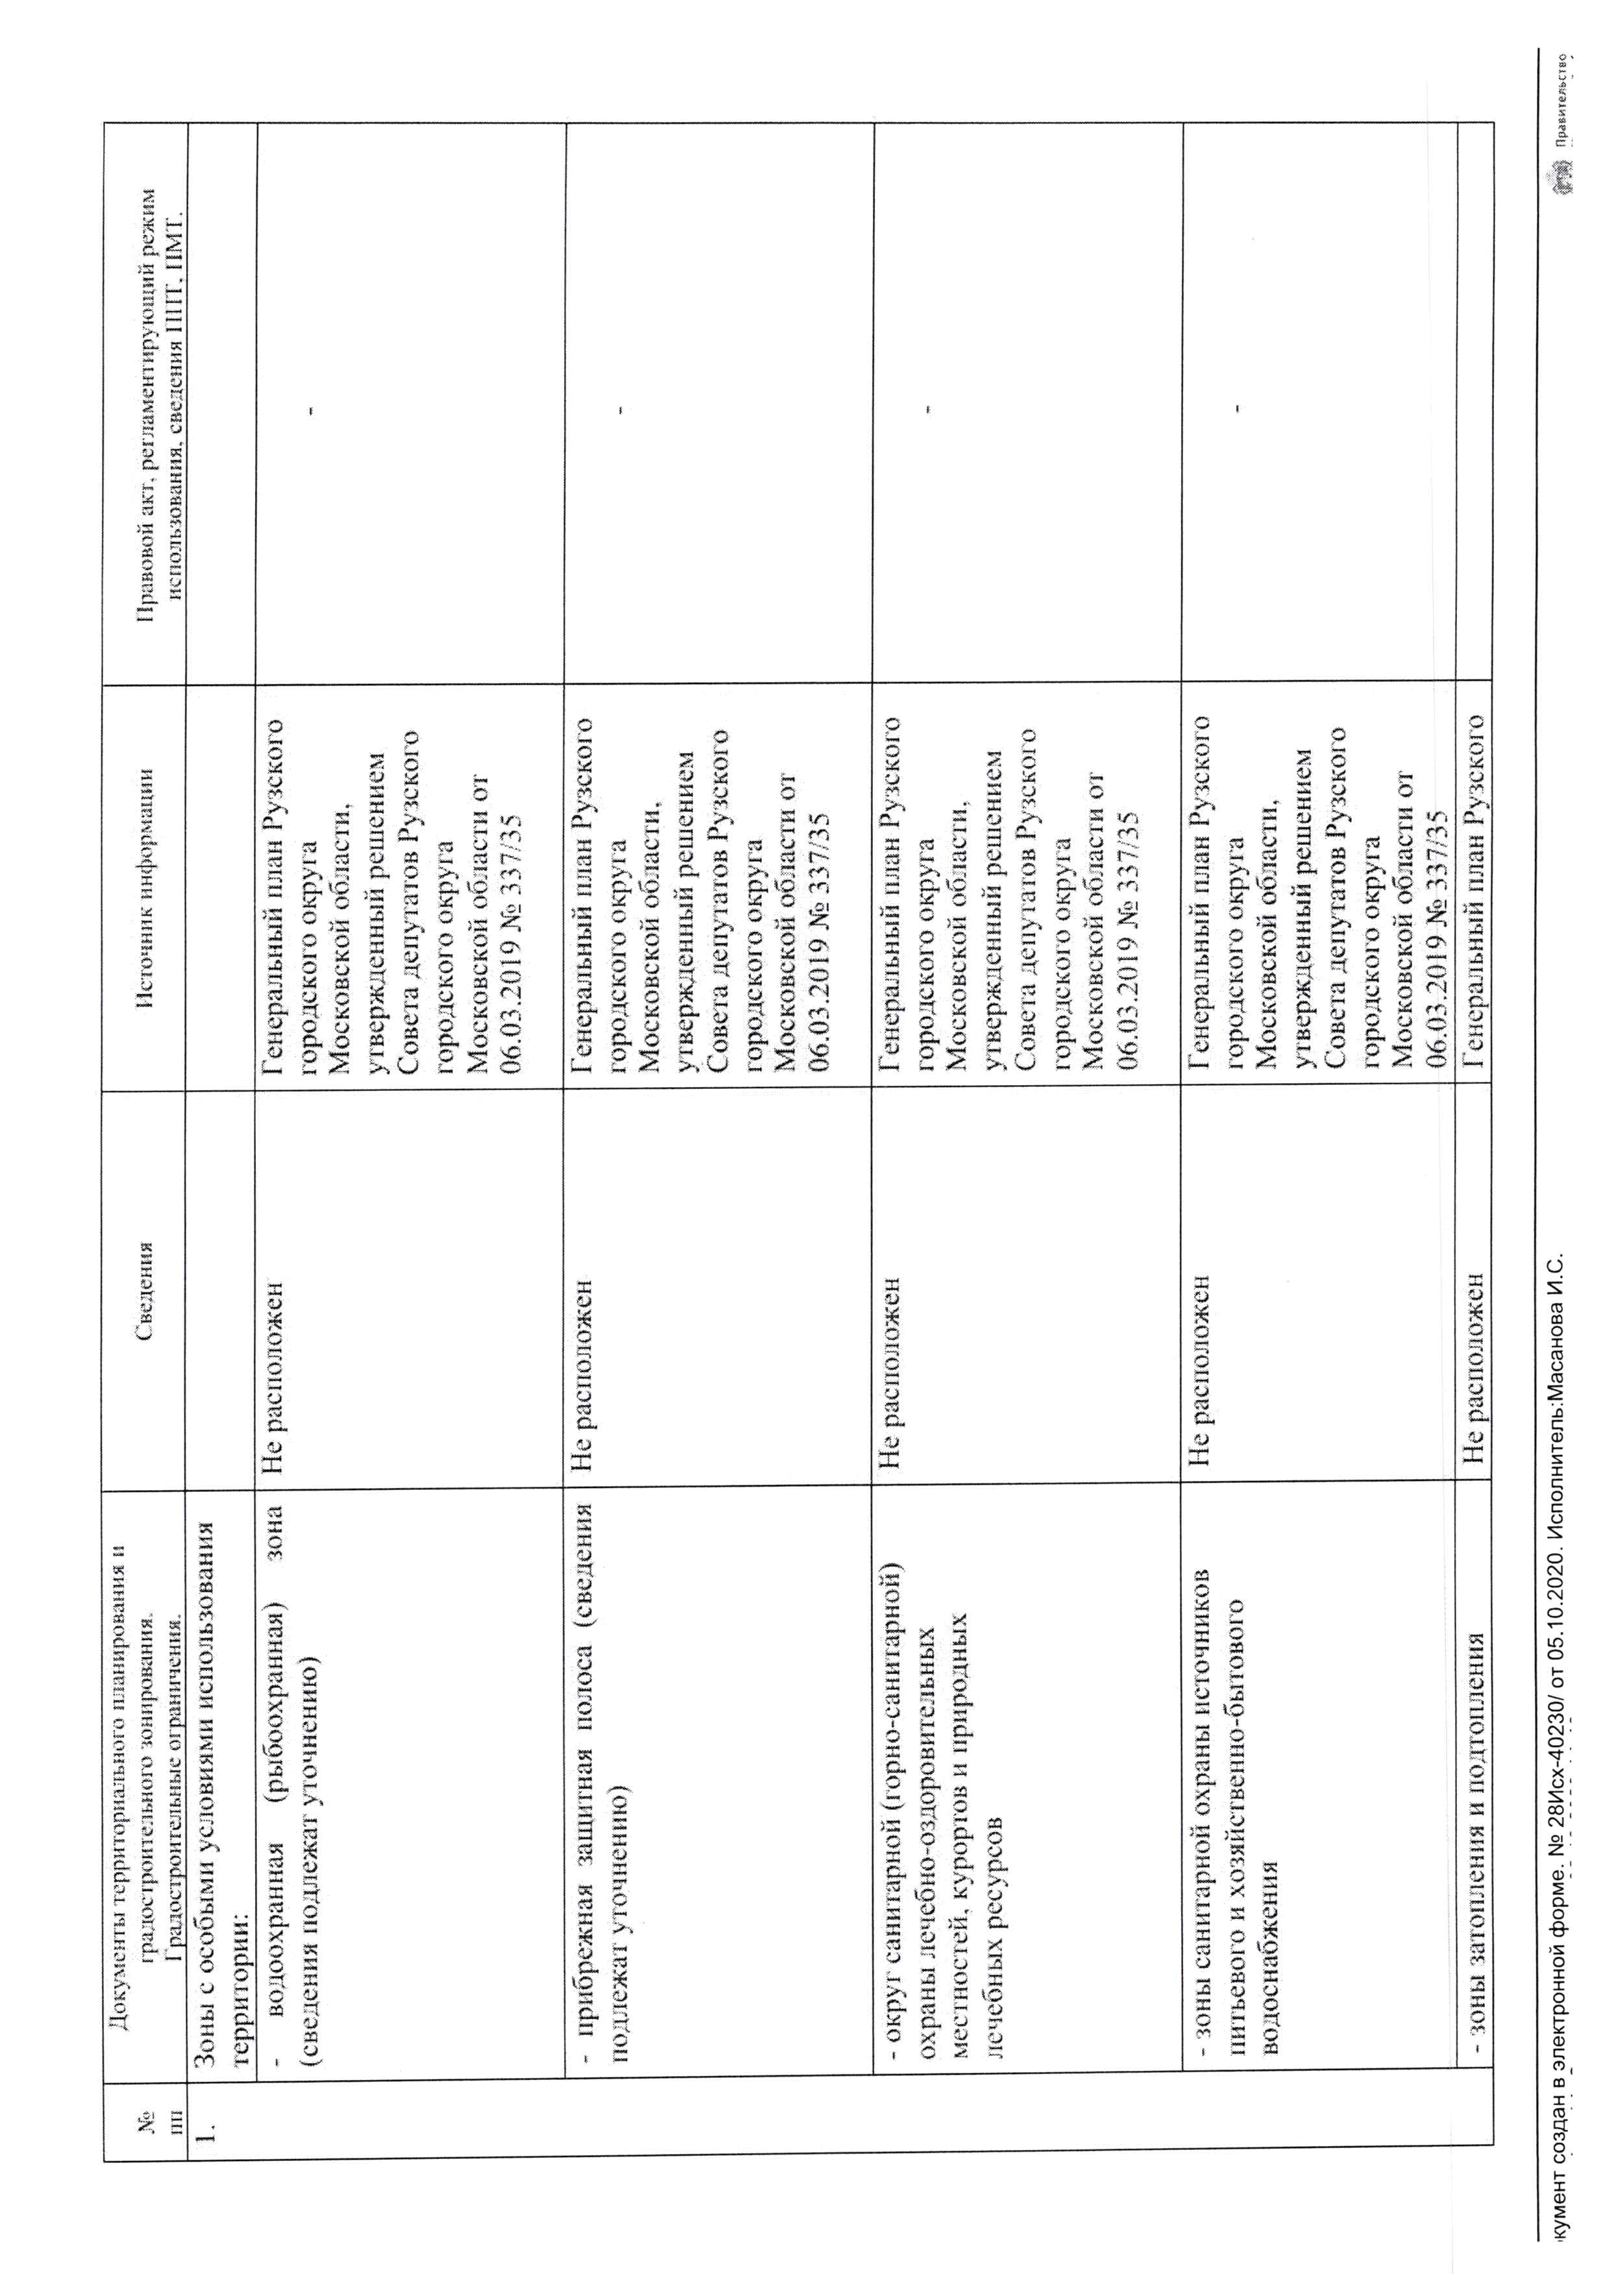 №
пп
Документы территориального планирования и
градостроительного зонирования.
Градостроительные ограничения.
Сведения
Источник информации
Правовой акт, регламентирующий режим
использования, сведения ППТ, ПМТ.
1.
Зоны с особыми условиями использования
территории:
- водоохранная (рыбоохранная) зона
(сведения подлежат уточнению)
Не расположен
Генеральный план Рузского
городского округа
Московской области,
утвержденный решением
Совета депутатов Рузского
городского округа
Московской области от
06.03.2019 № 337/35
-
- прибрежная защитная полоса (сведения
подлежат уточнению)
Не расположен
Генеральный план Рузского
городского округа
Московской области,
утвержденный решением
Совета депутатов Рузского
городского округа
Московской области от
06.03.2019 № 337/35
-
- округ санитарной (горно-санитарной)
охраны лечебно-оздоровительных
местностей, курортов и природных
лечебных ресурсов
Не расположен
Генеральный план Рузского
городского округа
Московской области,
утвержденный решением
Совета депутатов Рузского
городского округа
Московской области от
06.03.2019 № 337/35
-
- зоны санитарной охраны источников
питьевого и хозяйственно-бытового
водоснабжения
Не расположен
Генеральный план Рузского
городского округа
Московской области,
утвержденный решением
Совета депутатов Рузского
городского округа
Московской области от
06.03.2019 № 337/35
-
- зоны затопления и подтопления
Не расположен
Генеральный план Рузского
кумент создан в электронной форме. № 28Исх-40230/ от 05.10.2020. Исполнитель:Масанова И.С.
Правительство